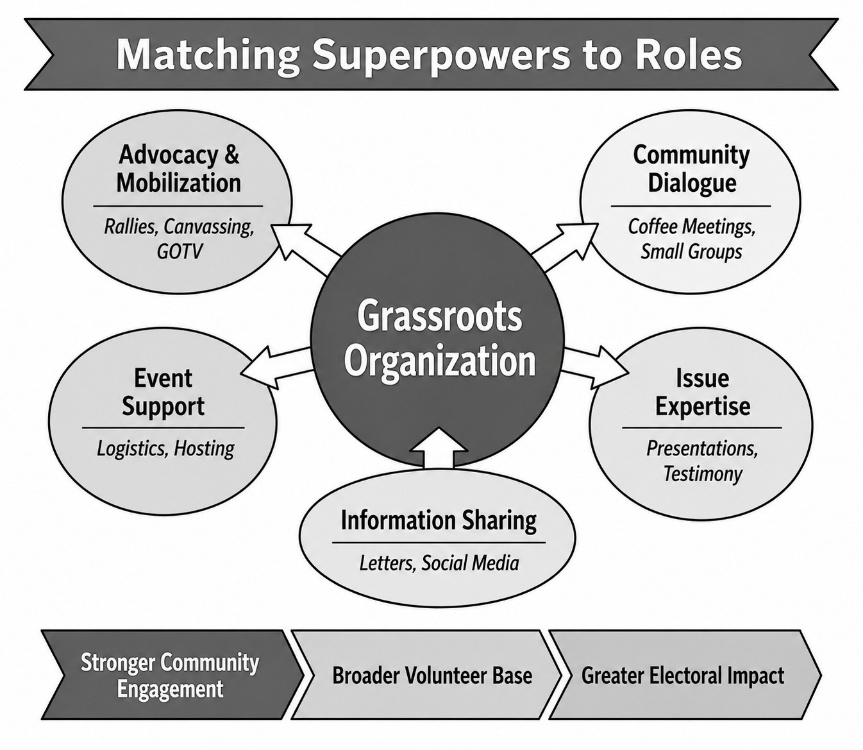 Matching Superpowers to Roles
Advocacy &
Mobilization
Rallies, Canvassing,
GOTV
Community
Dialogue
Coffee Meetings,
Small Groups
Grassroots
Organization
Event
Support
Logistics, Hosting
Issue
Expertise
Presentations,
Testimony
Information Sharing
Letters, Social Media
Stronger Community
Engagement
Broader Volunteer Base
Greater Electoral Impact